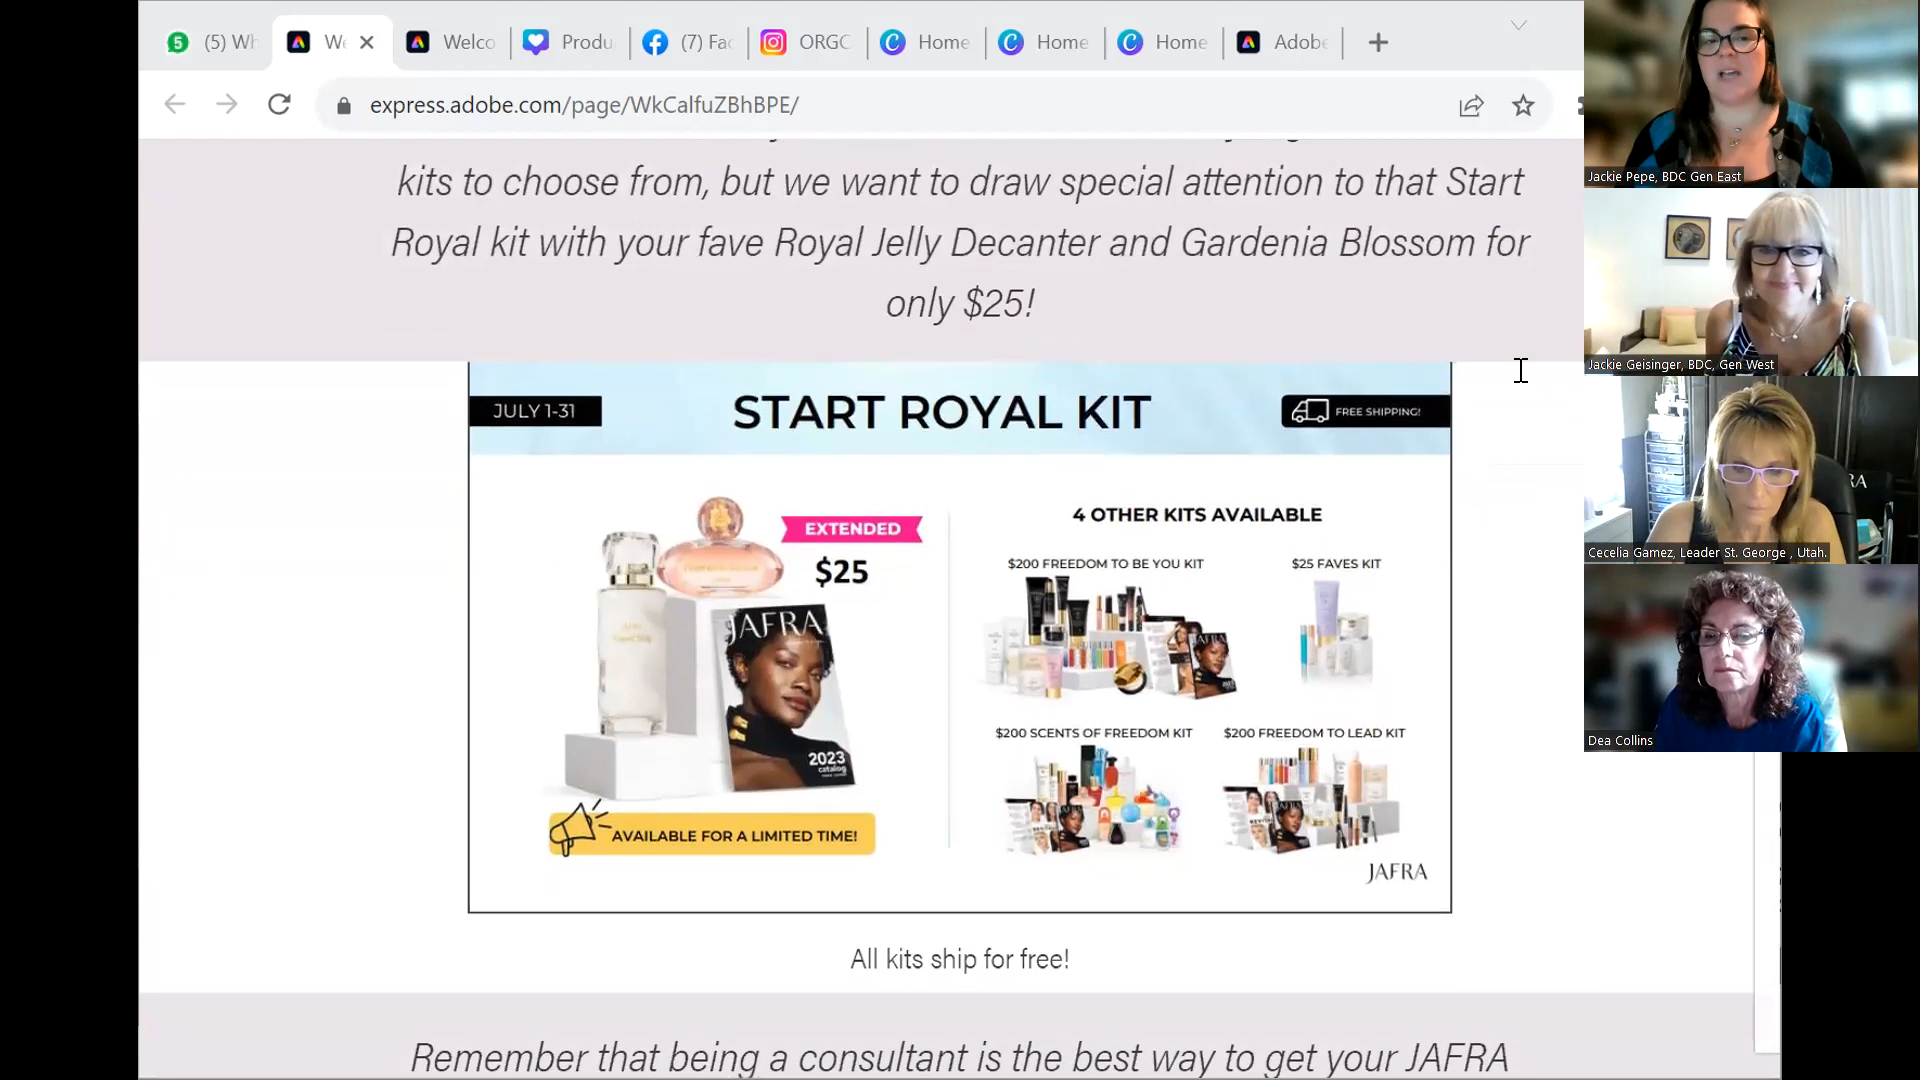 (5) Wh
We
Welco
Produ
(7) Fac
ORGC
Home
Home
Home
Adobe
express.adobe.com/page/WkCalfuZBhBPE/
kits to choose from, but we want to draw special attention to that Start
Royal kit with your fave Royal Jelly Decanter and Gardenia Blossom for
only $25!
JULY 1-31
START ROYAL KIT
FREE SHIPPING!
EXTENDED
$25
JAFRA
2023
catalog
AVAILABLE FOR A LIMITED TIME!
4 OTHER KITS AVAILABLE
$200 FREEDOM TO BE YOU KIT
$25 FAVES KIT
$200 SCENTS OF FREEDOM KIT
$200 FREEDOM TO LEAD KIT
JAFRA
All kits ship for free!
Remember that being a consultant is the best way to get your JAFRA
Jackie Pepe, BDC Gen East
Jackie Geisinger, BDC, Gen West
Cecelia Gamez, Leader St. George , Utah.
Dea Collins